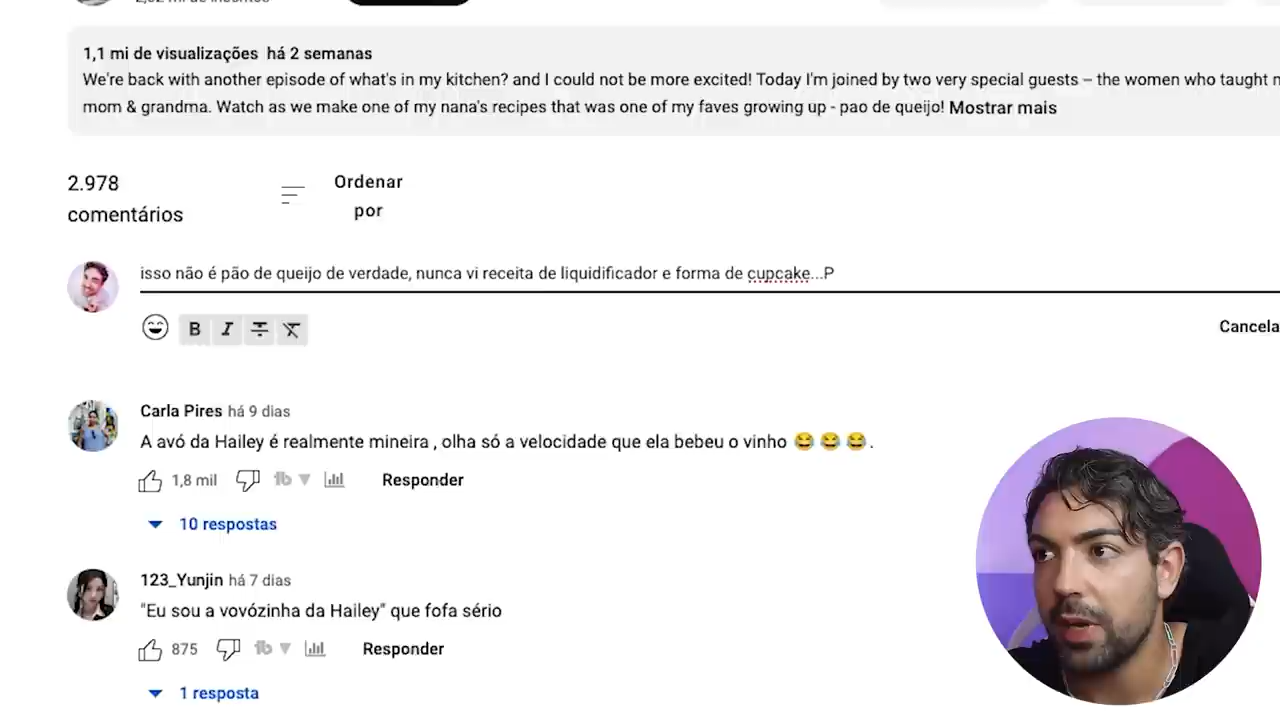 1,1 mi de visualizações há 2 semanas
We're back with another episode of what's in my kitchen? and I could not be more excited! Today I'm joined by two very special guests – the women who taught
mom & grandma. Watch as we make one of my nana's recipes that was one of my faves growing up - pao de queijo! Mostrar mais
2.978
comentários
Ordenar
por
isso não é pão de queijo de verdade, nunca vi receita de liquidificador e forma de cupcake...P
B I
Cancela
Carla Pires há 9 dias
A avó da Hailey é realmente mineira , olha só a velocidade que ela bebeu o vinho 😂 😂 😂 .
1,8 mil
Responder
10 respostas
123_Yunjin há 7 dias
"Eu sou a vovózinha da Hailey" que fofa sério
875
Responder
1 resposta